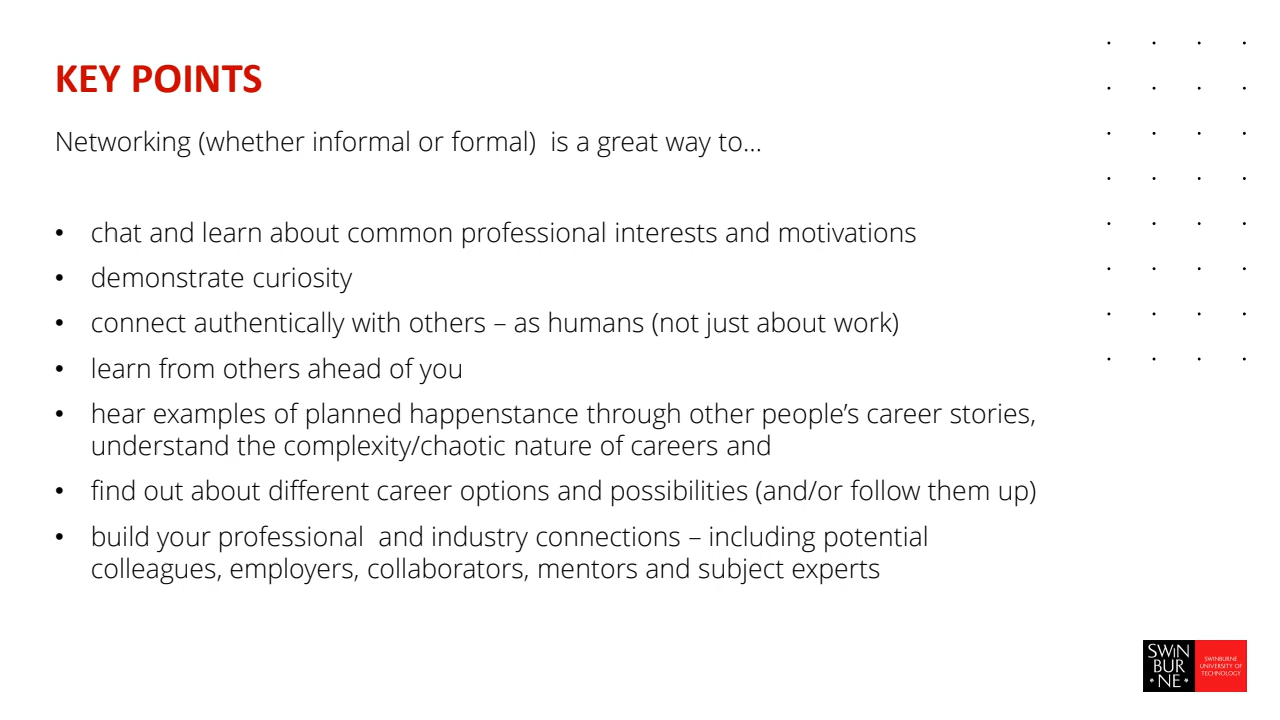 KEY POINTS
Networking (whether informal or formal)  is a great way to…
• chat and learn about common professional interests and motivations
• demonstrate curiosity
• connect authentically with others – as humans (not just about work)
• learn from others ahead of you
• hear examples of planned happenstance through other people’s career stories,
understand the complexity/chaotic nature of careers and
• find out about different career options and possibilities (and/or follow them up)
• build your professional  and industry connections – including potential
colleagues, employers, collaborators, mentors and subject experts
SWIN
BUR
NE
SWINBURNE
UNIVERSITY OF
TECHNOLOGY